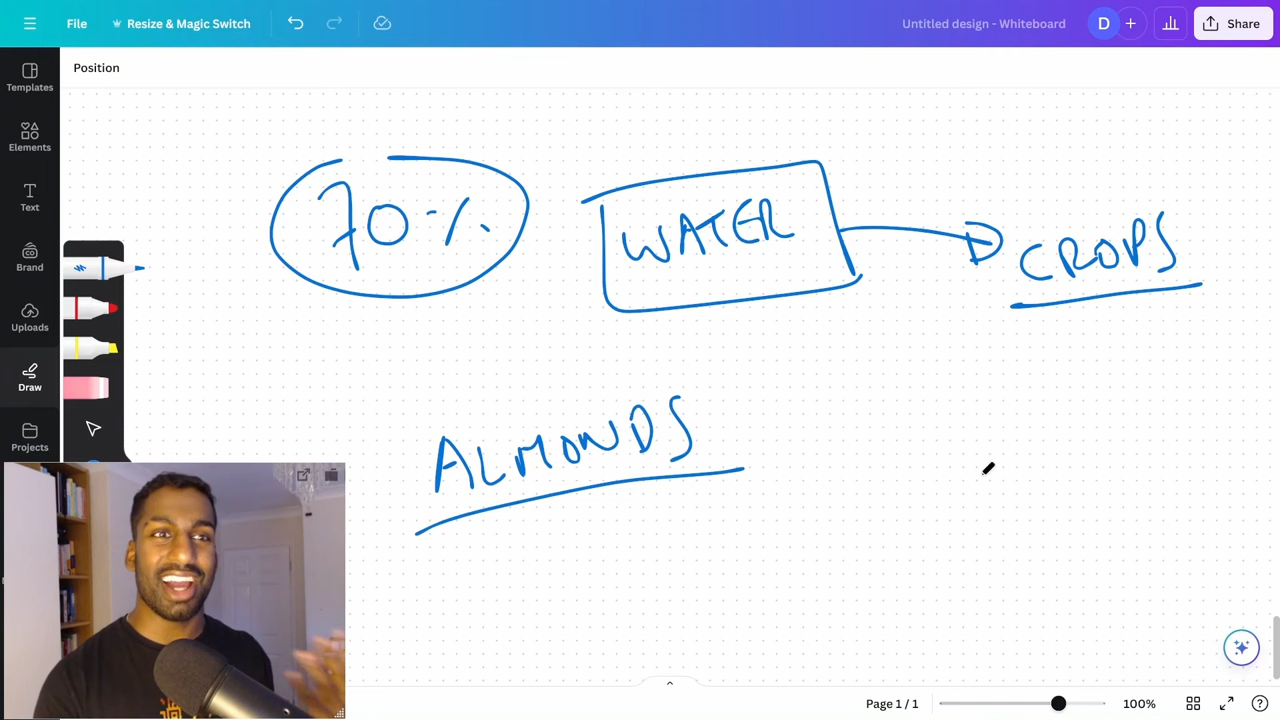 File
Resize & Magic Switch
Untitled design - Whiteboard
D
+
Share
Templates
Position
Elements
Text
Brand
Uploads
Draw
Projects
70%
WATER
CROPS
ALMONDS
Page 1 / 1
100%
?